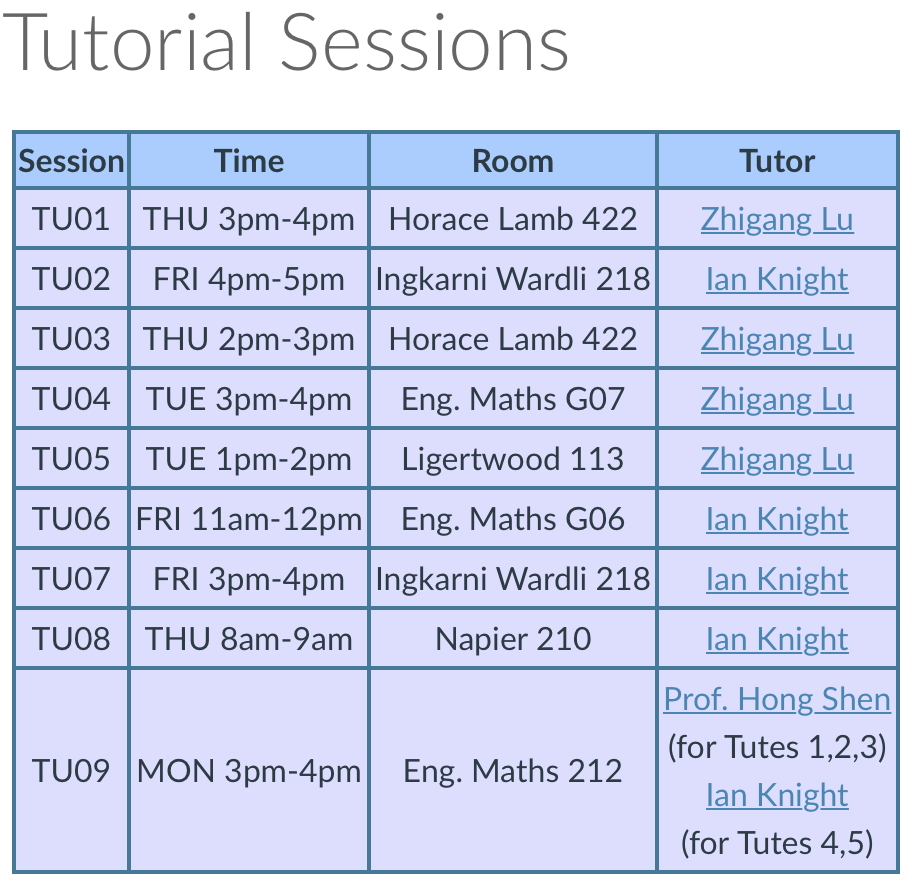 Tutorial Sessions
Session Time Room Tutor
TU01 THU 3pm-4pm Horace Lamb 422 Zhigang Lu
TU02 FRI 4pm-5pm Ingkarni Wardli 218 Ian Knight
TU03 THU 2pm-3pm Horace Lamb 422 Zhigang Lu
TU04 TUE 3pm-4pm Eng. Maths G07 Zhigang Lu
TU05 TUE 1pm-2pm Ligertwood 113 Zhigang Lu
TU06 FRI 11am-12pm Eng. Maths G06 Ian Knight
TU07 FRI 3pm-4pm Ingkarni Wardli 218 Ian Knight
TU08 THU 8am-9am Napier 210 Ian Knight
TU09 MON 3pm-4pm Eng. Maths 212 Prof. Hong Shen
(for Tutes 1,2,3)
Ian Knight
(for Tutes 4,5)